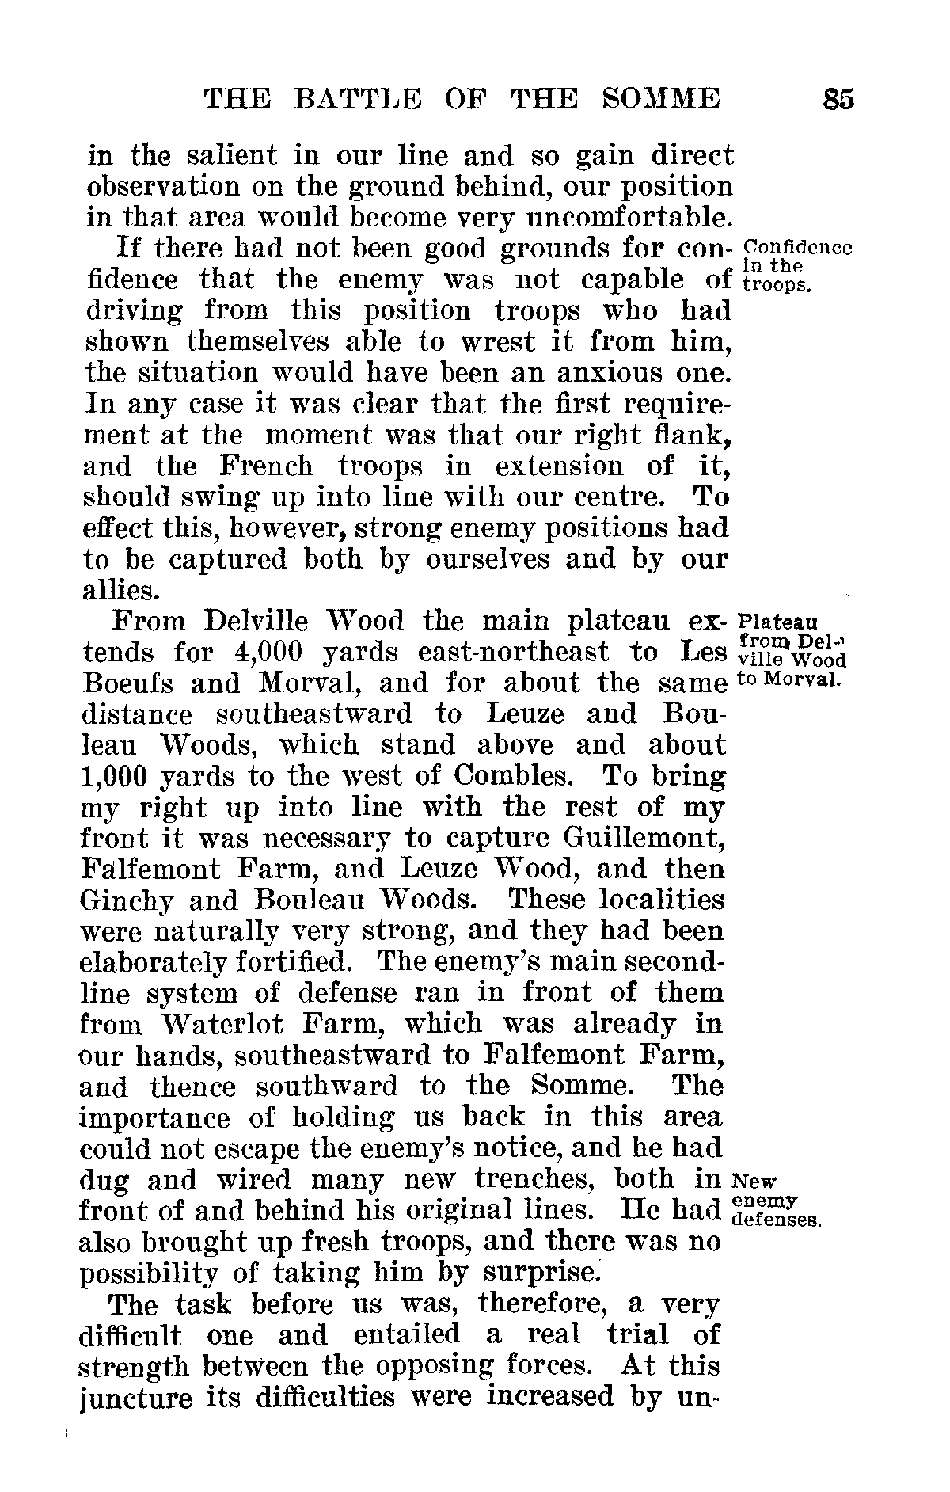 THE BATTLE OF THE SOMME 85
in the salient in our line and so gain direct
observation on the ground behind, our position
in that area would become very uncomfortable.
If there had not been good grounds for con-
fidence that the enemy was not capable of
driving from this position troops who had
shown themselves able to wrest it from him,
the situation would have been an anxious one.
In any case it was clear that the first require-
ment at the moment was that our right flank,
and the French troops in extension of it,
should swing up into line with our centre. To
effect this, however, strong enemy positions had
to be captured both by ourselves and by our
allies.
Confidence
in the
troops.
From Delville Wood the main plateau ex-
tends for 4,000 yards east-northeast to Les
Boeufs and Morval, and for about the same
distance southeastward to Leuze and Bou-
leau Woods, which stand above and about
1,000 yards to the west of Combles. To bring
my right up into line with the rest of my
front it was necessary to capture Guillemont,
Falfemont Farm, and Leuze Wood, and then
Ginchy and Bouleau Woods. These localities
were naturally very strong, and they had been
elaborately fortified. The enemy's main second-
line system of defense ran in front of them
from Waterlot Farm, which was already in
our hands, southeastward to Falfemont Farm,
and thence southward to the Somme. The
importance of holding us back in this area
could not escape the enemy's notice, and he had
dug and wired many new trenches, both in
front of and behind his original lines. He had
also brought up fresh troops, and there was no
possibility of taking him by surprise.
Plateau
from Del-
ville Wood
to Morval.
New
enemy
defenses.
The task before us was, therefore, a very
difficult one and entailed a real trial of
strength between the opposing forces. At this
juncture its difficulties were increased by un-